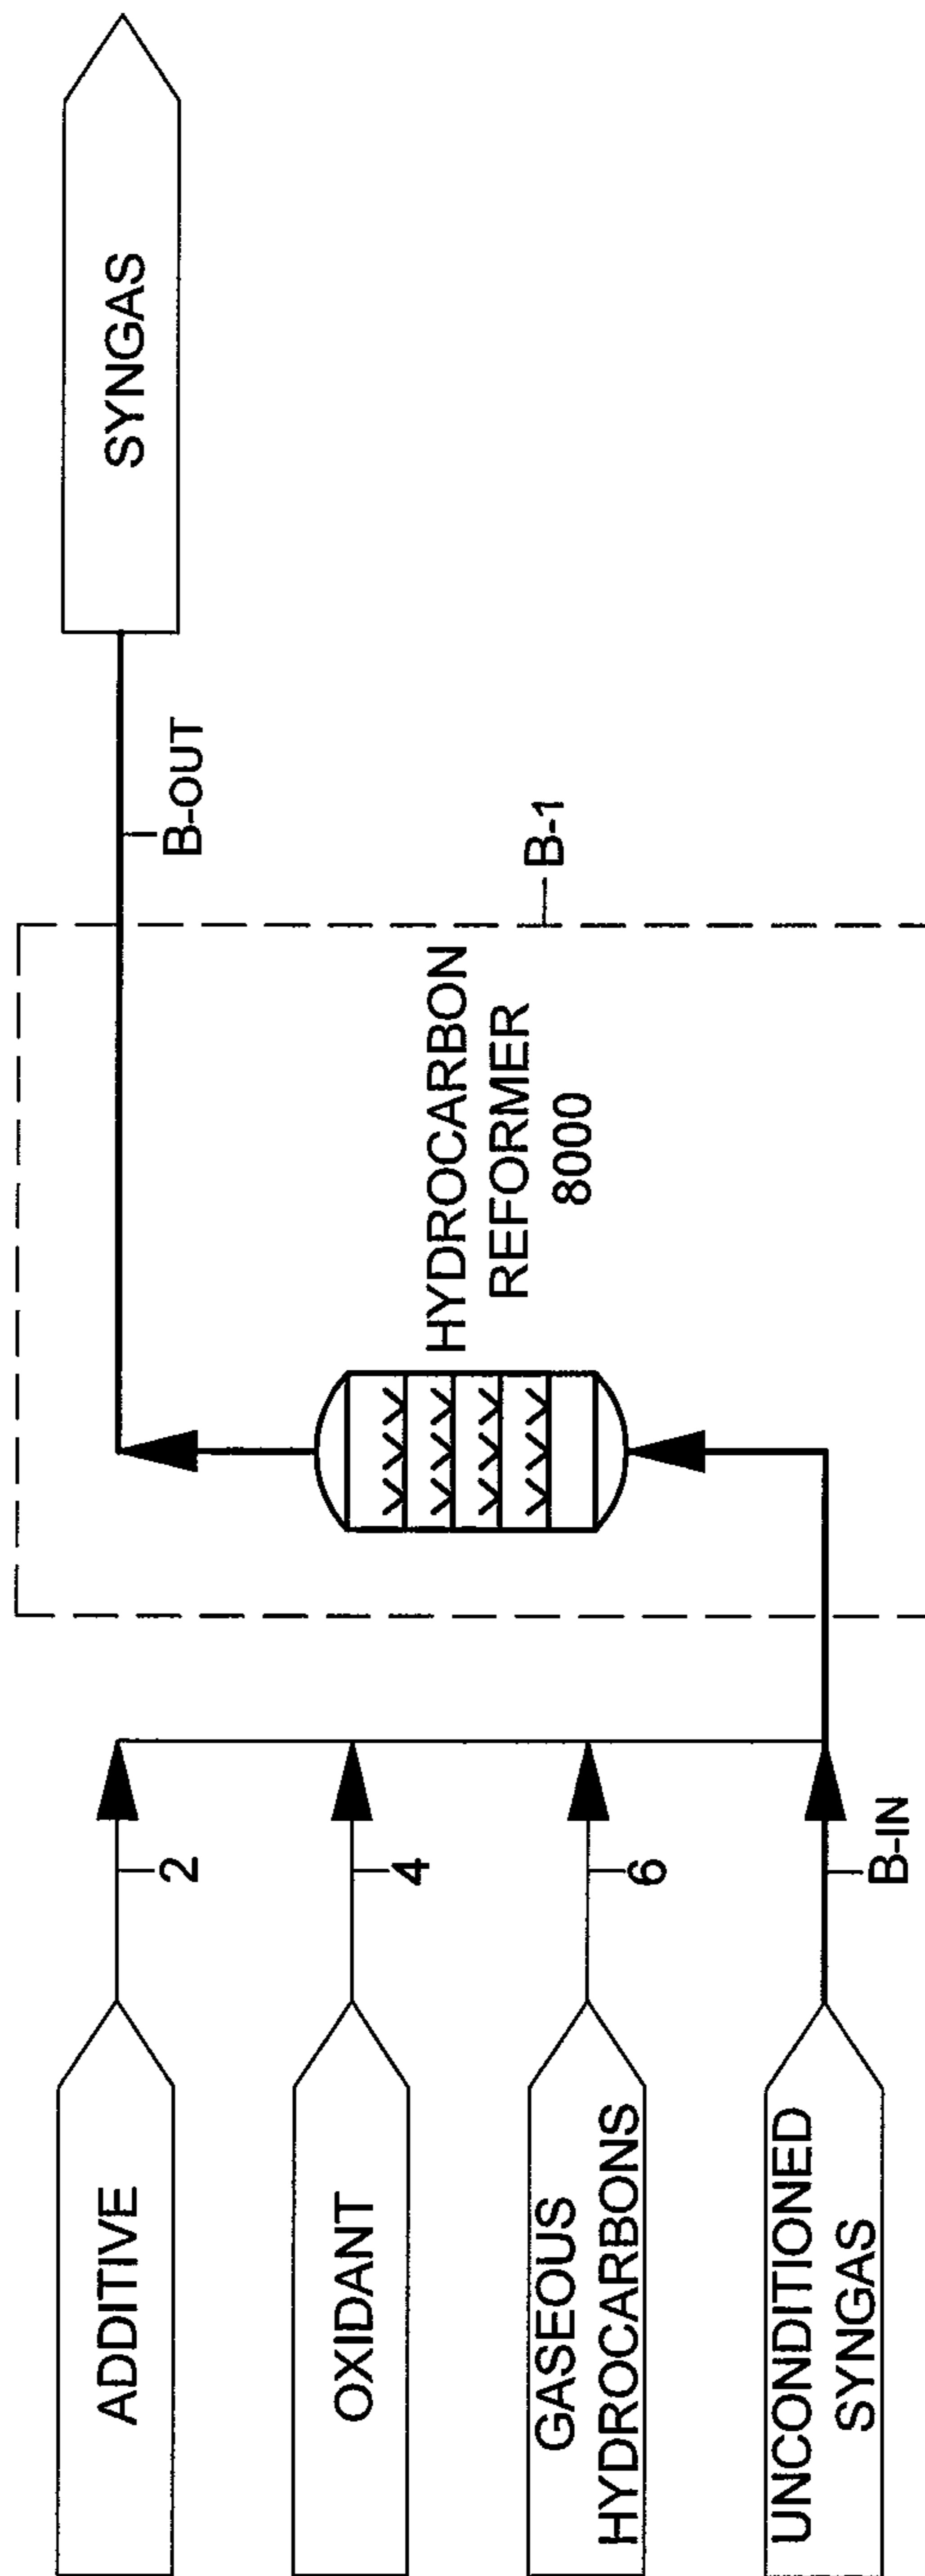 ADDITIVE
2
OXIDANT
4
GASEOUS
HYDROCARBONS
6
UNCONDITIONED
SYNGAS
B-IN
HYDROCARBON
REFORMER
8000
B-1
B-OUT
SYNGAS